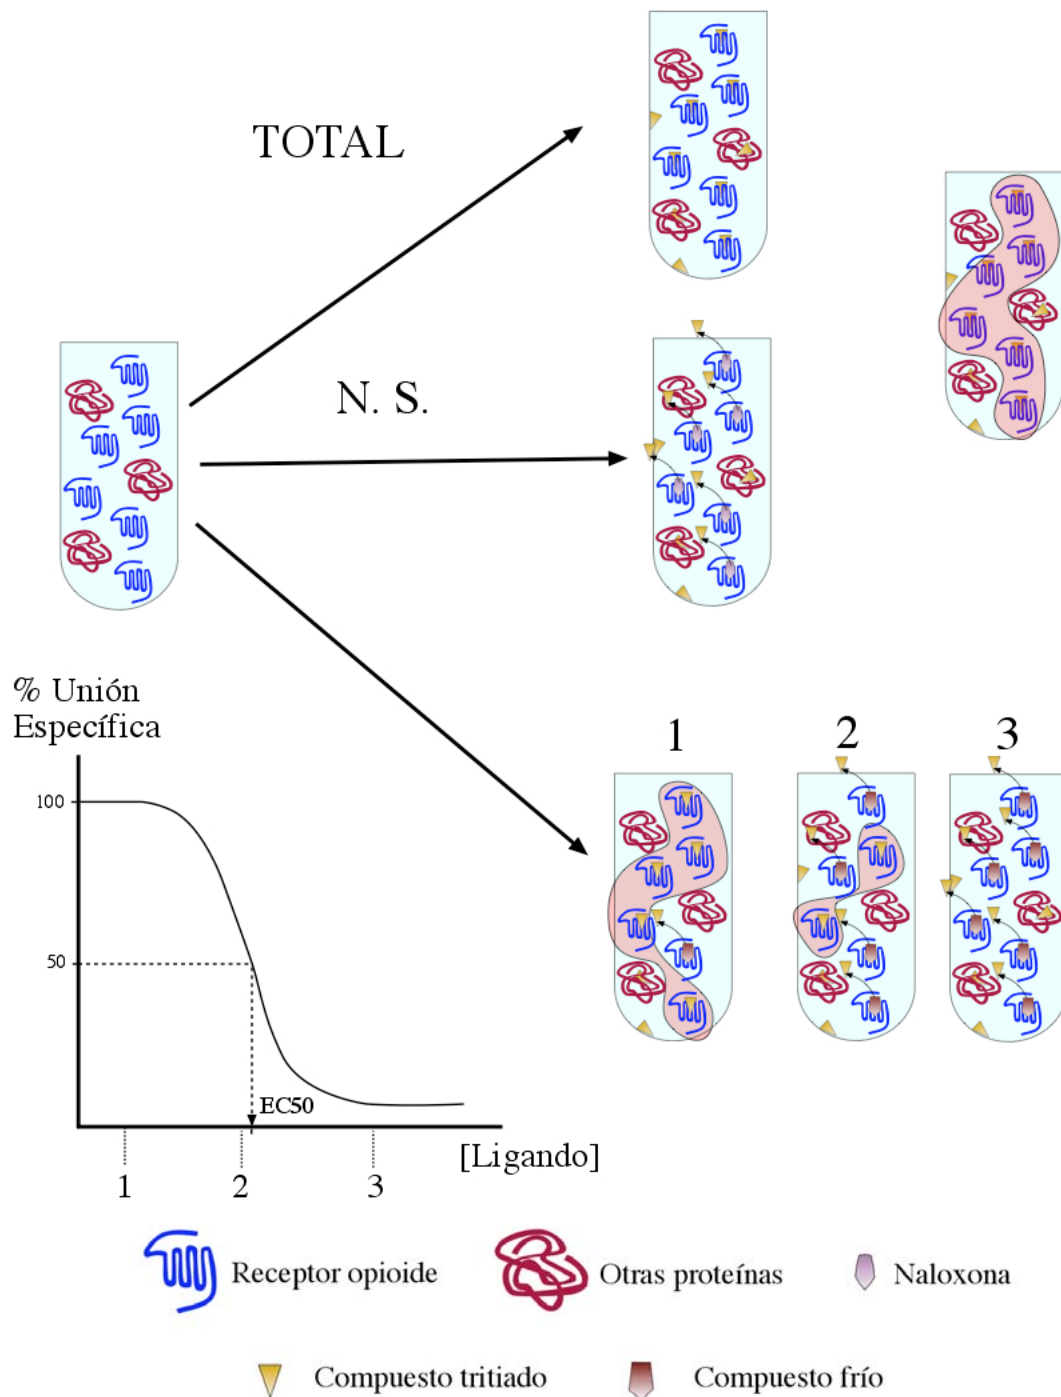 TOTAL
N. S.
% Unión
Específica
100
50
EC50
[Ligando]
1
2
3
1
2
3
Receptor opioide
Otras proteínas
Naloxona
Compuesto tritiado
Compuesto frío